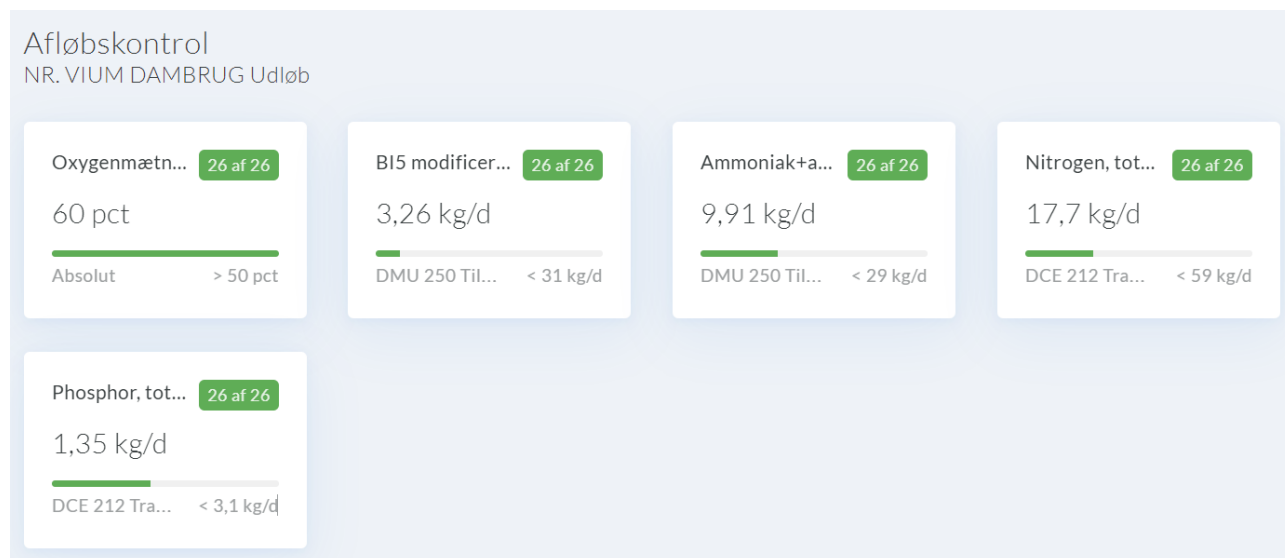 Afløbskontrol
NR. VIUM DAMBRUG Udløb
Oxygenmætn... 26 af 26
60 pct
Absolut > 50 pct
BI5 modificer... 26 af 26
3,26 kg/d
DMU 250 Til... < 31 kg/d
Ammoniak+a... 26 af 26
9,91 kg/d
DMU 250 Til... < 29 kg/d
Nitrogen, tot... 26 af 26
17,7 kg/d
DCE 212 Tra... < 59 kg/d
Phosphor, tot... 26 af 26
1,35 kg/d
DCE 212 Tra... < 3,1 kg/d